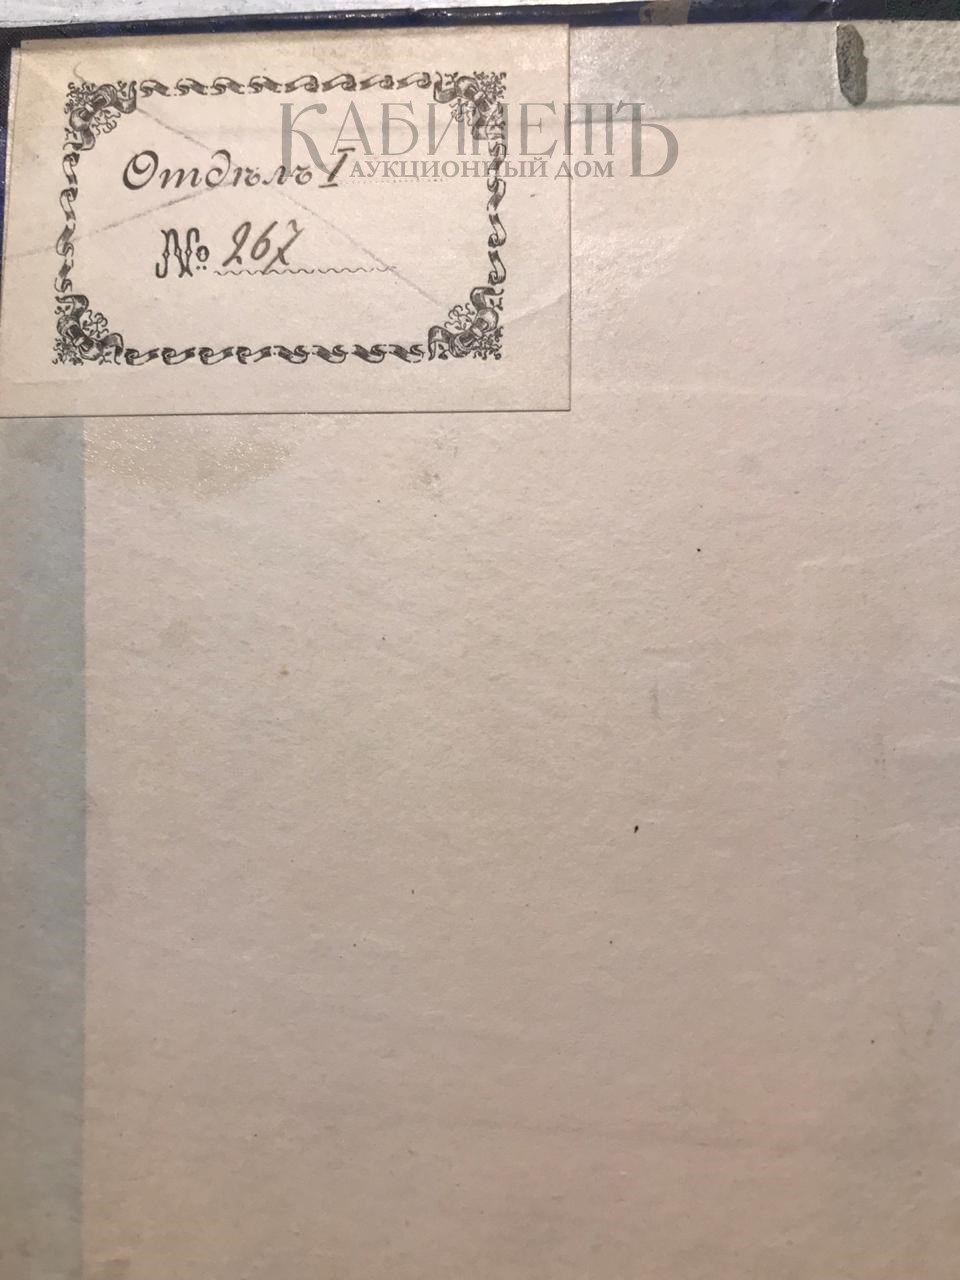 КАБИНЕТЪ
АУКЦИОННЫЙ ДОМ
Отдѣлъ I
№ 267